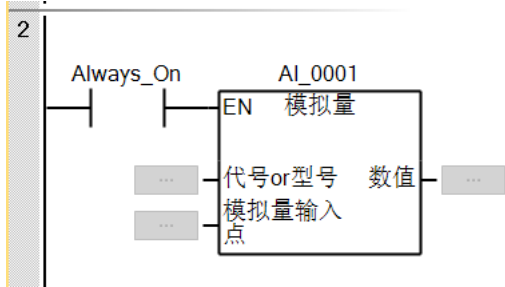 2
Always_On
AI_0001
EN 模拟量
... 代号or型号 数值 ...
... 模拟量输入
点